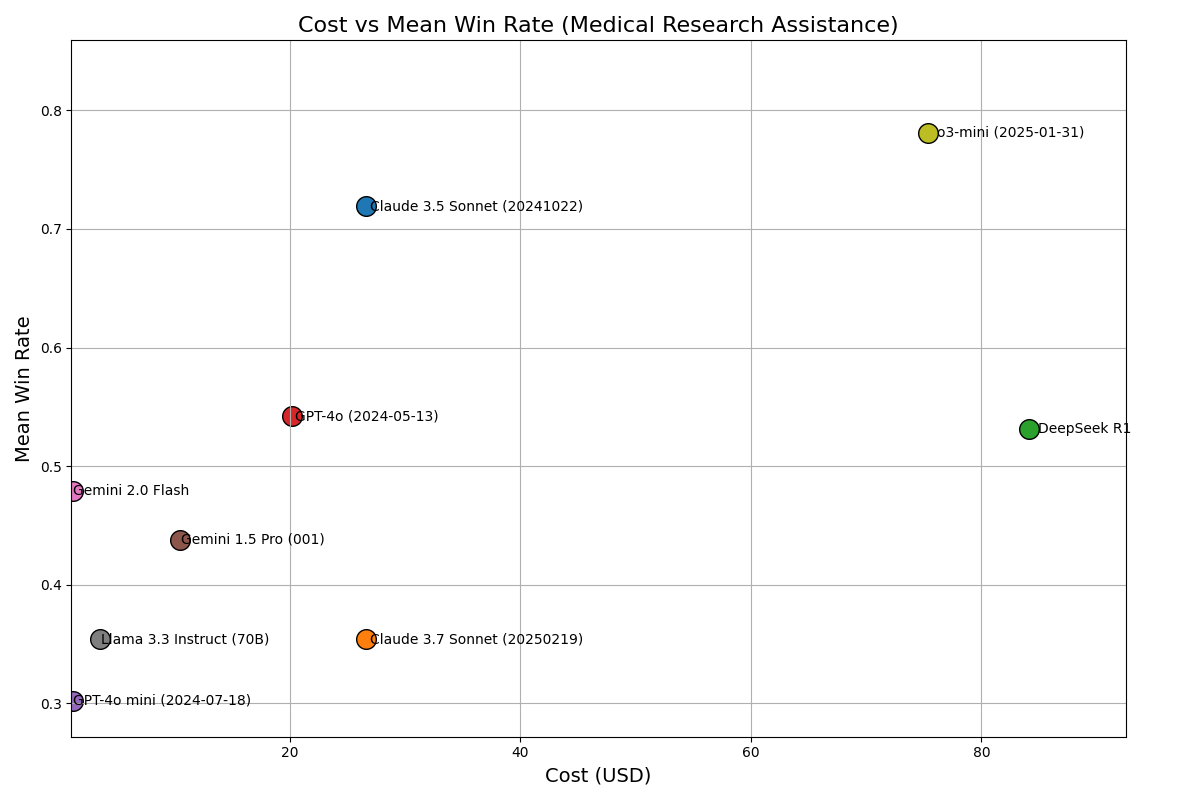 Cost vs Mean Win Rate (Medical Research Assistance)
Mean Win Rate
0.8
0.7
0.6
0.5
0.4
0.3
o3-mini (2025-01-31)
Claude 3.5 Sonnet (20241022)
GPT-4o (2024-05-13)
DeepSeek R1
Gemini 2.0 Flash
Gemini 1.5 Pro (001)
Llama 3.3 Instruct (70B)
Claude 3.7 Sonnet (20250219)
GPT-4o mini (2024-07-18)
20
40
60
80
Cost (USD)